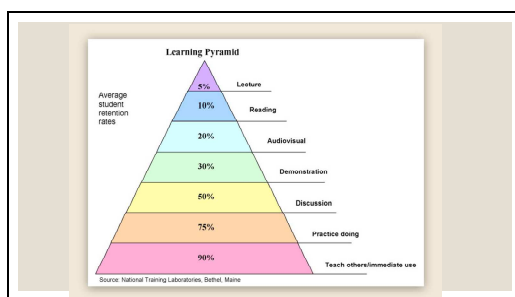 Learning Pyramid
Average
student
retention
rates
5%
Lecture
10%
Reading
20%
Audiovisual
30%
Demonstration
50%
Discussion
75%
Practice doing
90%
Teach others/immediate use
Source: National Training Laboratories, Bethel, Maine